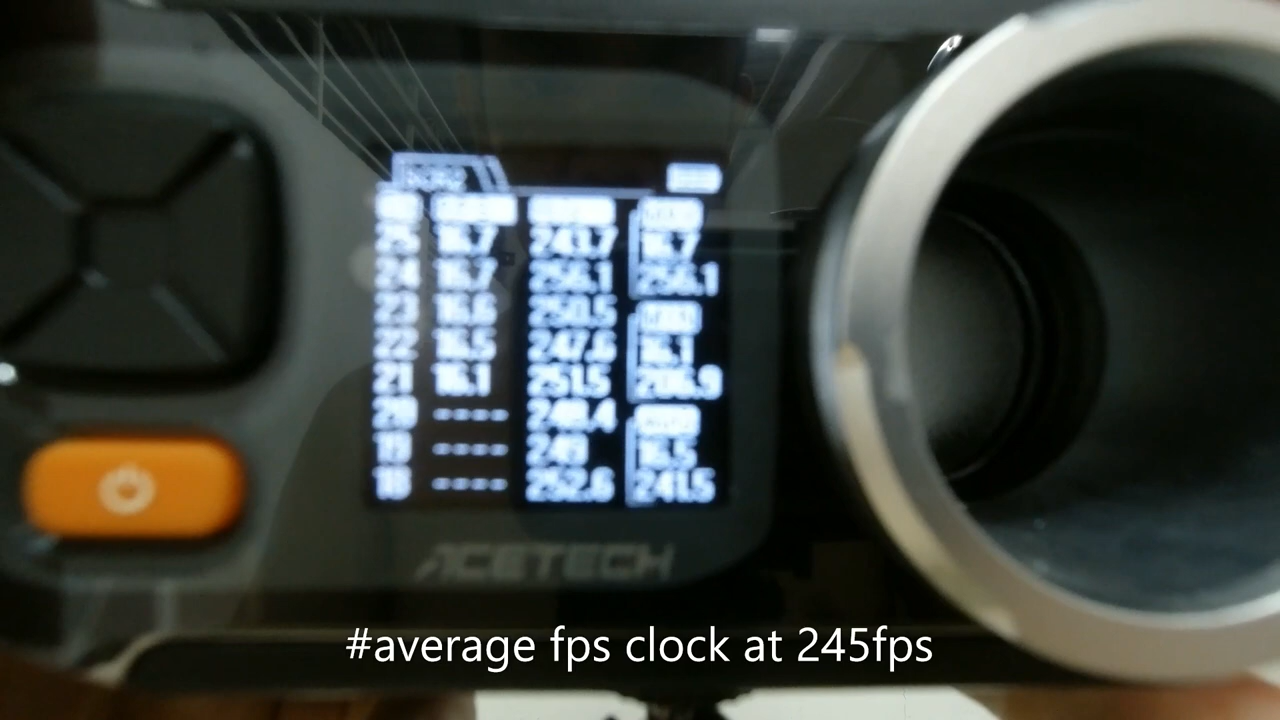 25 16.7 243.7 16.7
24 16.7 256.1 256.1
23 16.6 250.5
22 16.5 247.6 16.1
21 16.1 251.5 206.9
20 ---- 248.4
19 ---- 249 16.5
18 ---- 252.6 241.5
ACETECH
#average fps clock at 245fps